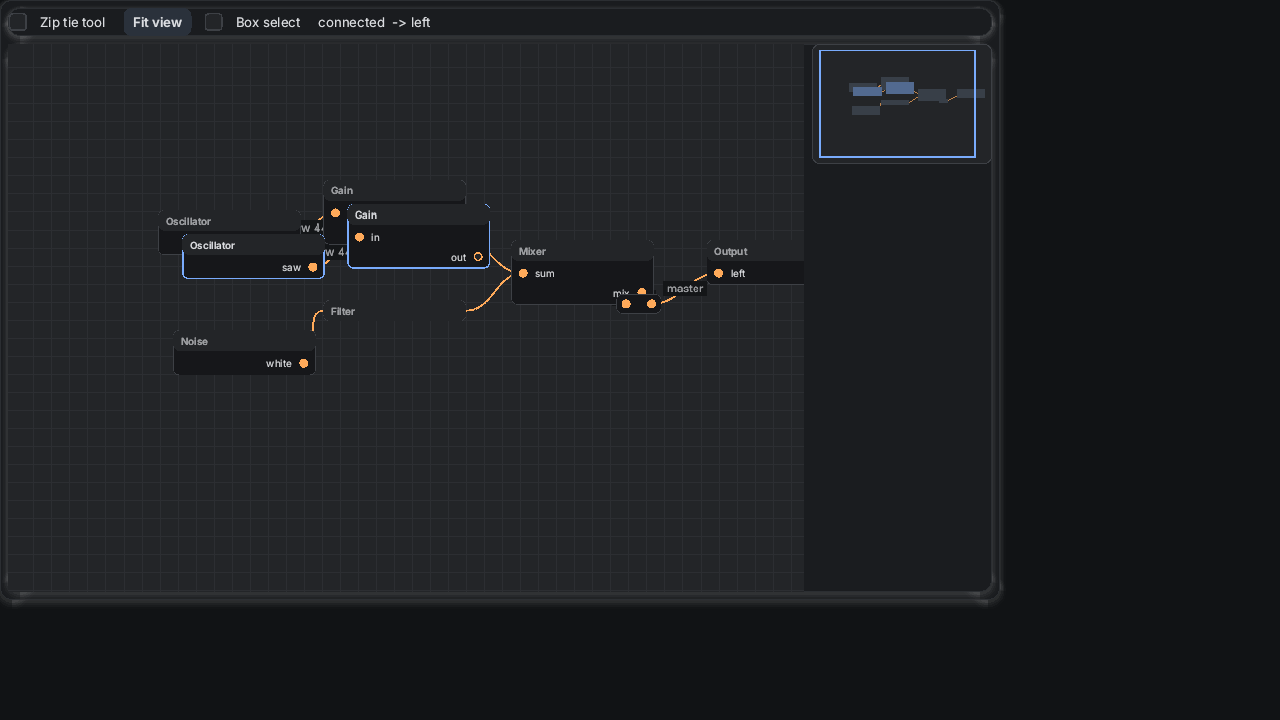 Zip tie tool
Fit view
Box select
connected -> left
Gain
Oscillator
Gain
in
out
Oscillator
saw
Mixer
sum
Output
left
master
Filter
Noise
white